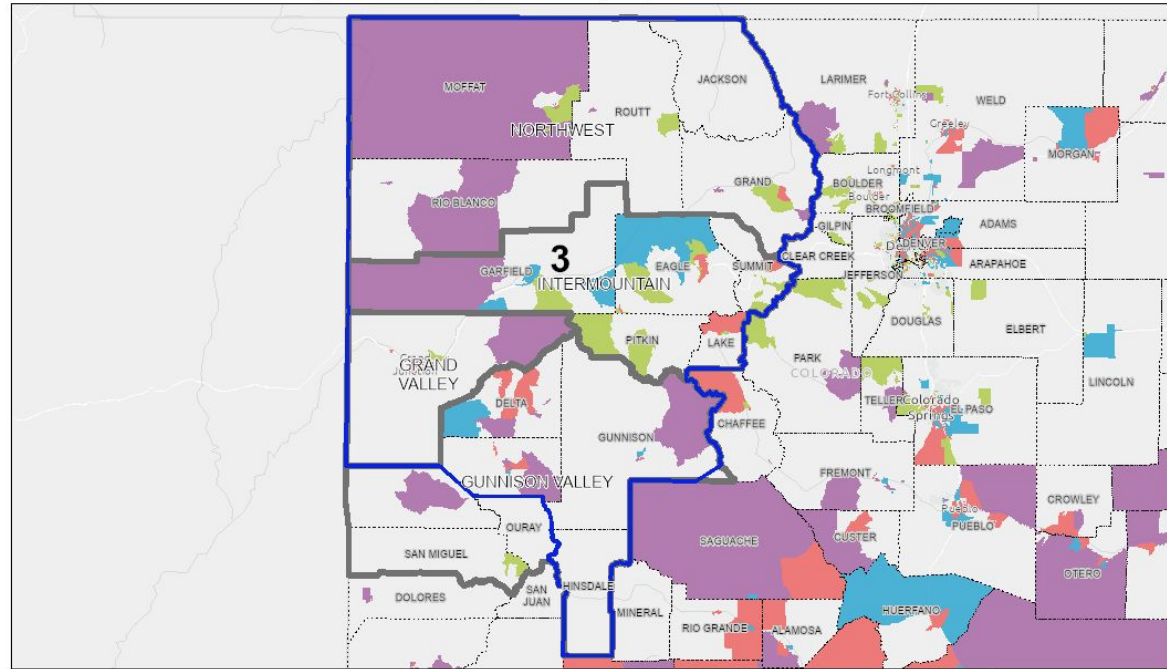 JACKSON
LARIMER
MOFFAT
Fort Collins
WELD
ROUTT
Greeley
NORTHWEST
MORGAN
Longmont
GRAND
BOULDER
Boulder
RIO BLANCO
BROOMFIELD
ADAMS
GILPIN
DENVER
3
CLEAR CREEK
EAGLE
SUMMIT
ARAPAHOE
GARFIELD
JEFFERSON
INTERMOUNTAIN
DOUGLAS
ELBERT
PITKIN
LAKE
PARK
GRAND
VALLEY
COLORADO
LINCOLN
TELLER
Colorado
Springs
DELTA
EL PASO
CHAFFEE
GUNNISON
FREMONT
GUNNISON VALLEY
CROWLEY
Pueblo
PUEBLO
OURAY
SAGUACHE
CUSTER
SAN MIGUEL
OTERO
HINSDALE
DOLORES
SAN
JUAN
HUERFANO
MINERAL
RIO GRANDE
ALAMOSA